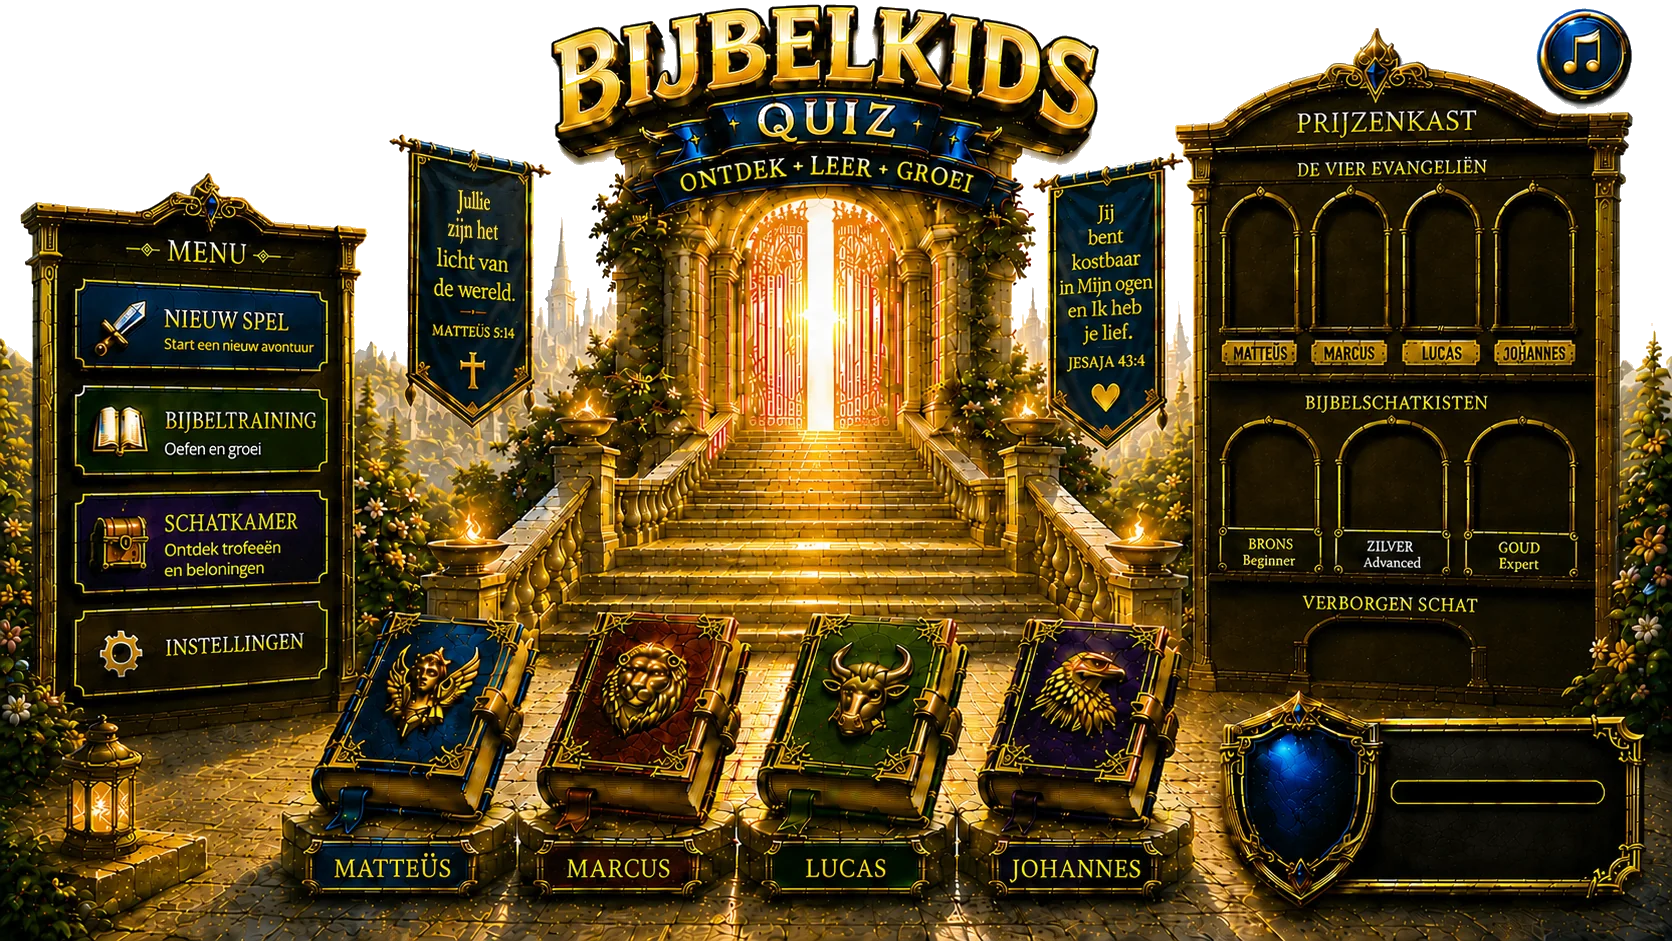 BIJBELKIDS
QUIZ
ONTDEK + LEER + GROEI
MENU
NIEUW SPEL
Start een nieuw avontuur
BIJBELTRAINING
Oefen en groei
SCHATKAMER
Ontdek trofeeën
en beloningen
INSTELLINGEN
Jullie
zijn het
licht van
de wereld.
MATTEÜS 5:14
Jij
bent
kostbaar
in Mijn ogen
en Ik heb
je lief.
JESAJA 43:4
PRIJZENKAST
DE VIER EVANGELIËN
MATTEÜS MARCUS LUCAS JOHANNES
BIJBELSCHATKISTEN
BRONS ZILVER GOUD
Beginner Advanced Expert
VERBORGEN SCHAT
MATTEÜS MARCUS LUCAS JOHANNES